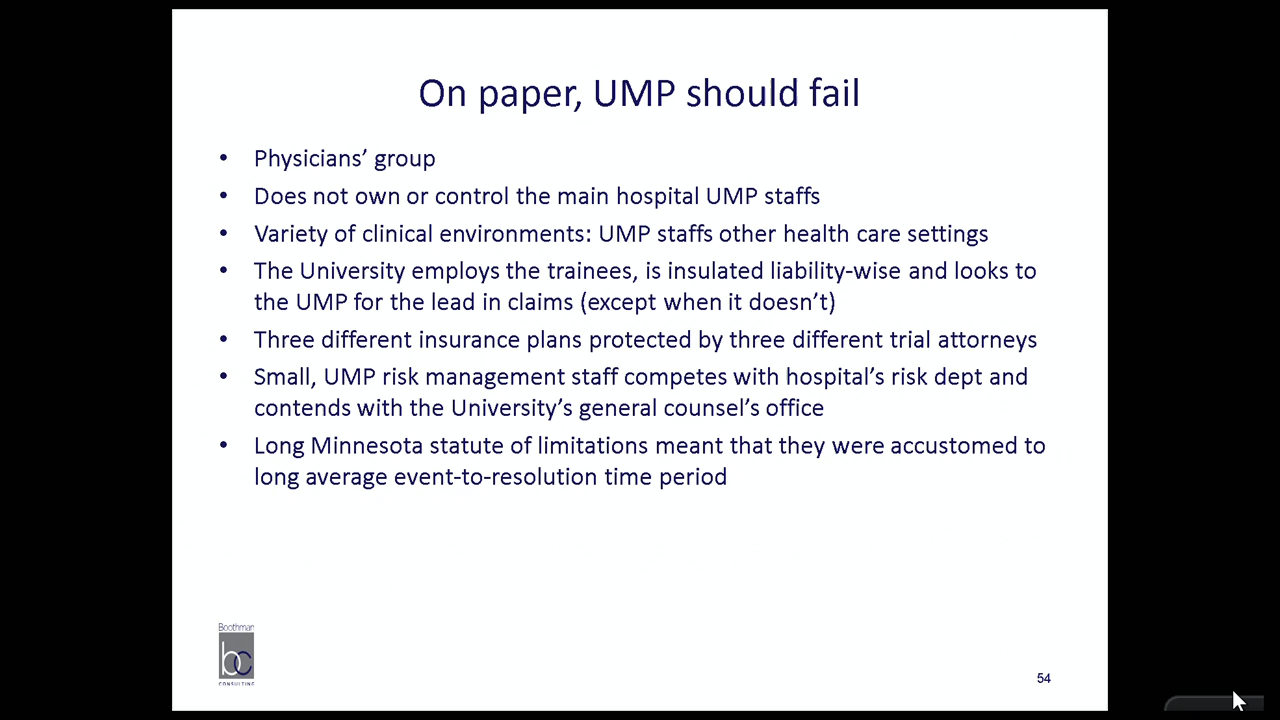 On paper, UMP should fail
• Physicians’ group
• Does not own or control the main hospital UMP staffs
• Variety of clinical environments: UMP staffs other health care settings
• The University employs the trainees, is insulated liability-wise and looks to
the UMP for the lead in claims (except when it doesn’t)
• Three different insurance plans protected by three different trial attorneys
• Small, UMP risk management staff competes with hospital’s risk dept and
contends with the University’s general counsel’s office
• Long Minnesota statute of limitations meant that they were accustomed to
long average event-to-resolution time period
Boothman
bc
CONSULTING
54